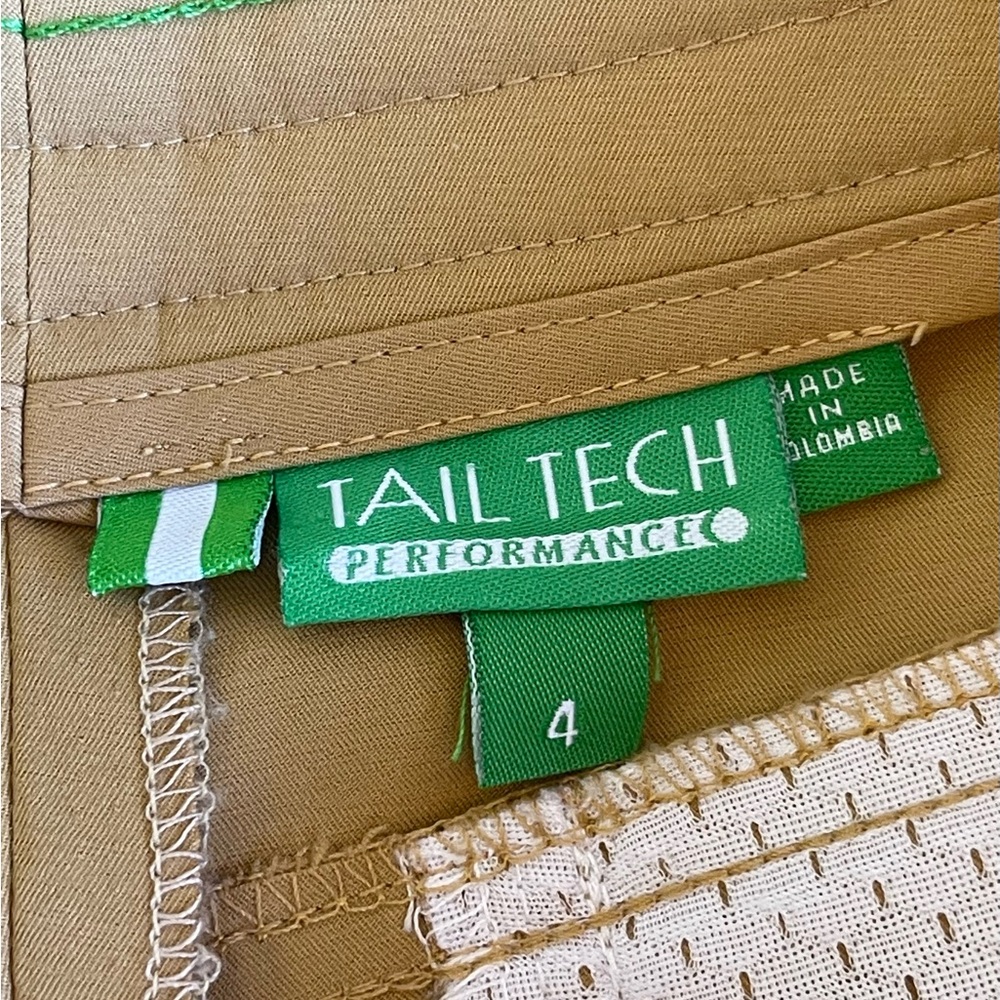 TAIL TECH
PERFORMANCE
MADE
IN
OLOMBIA
4